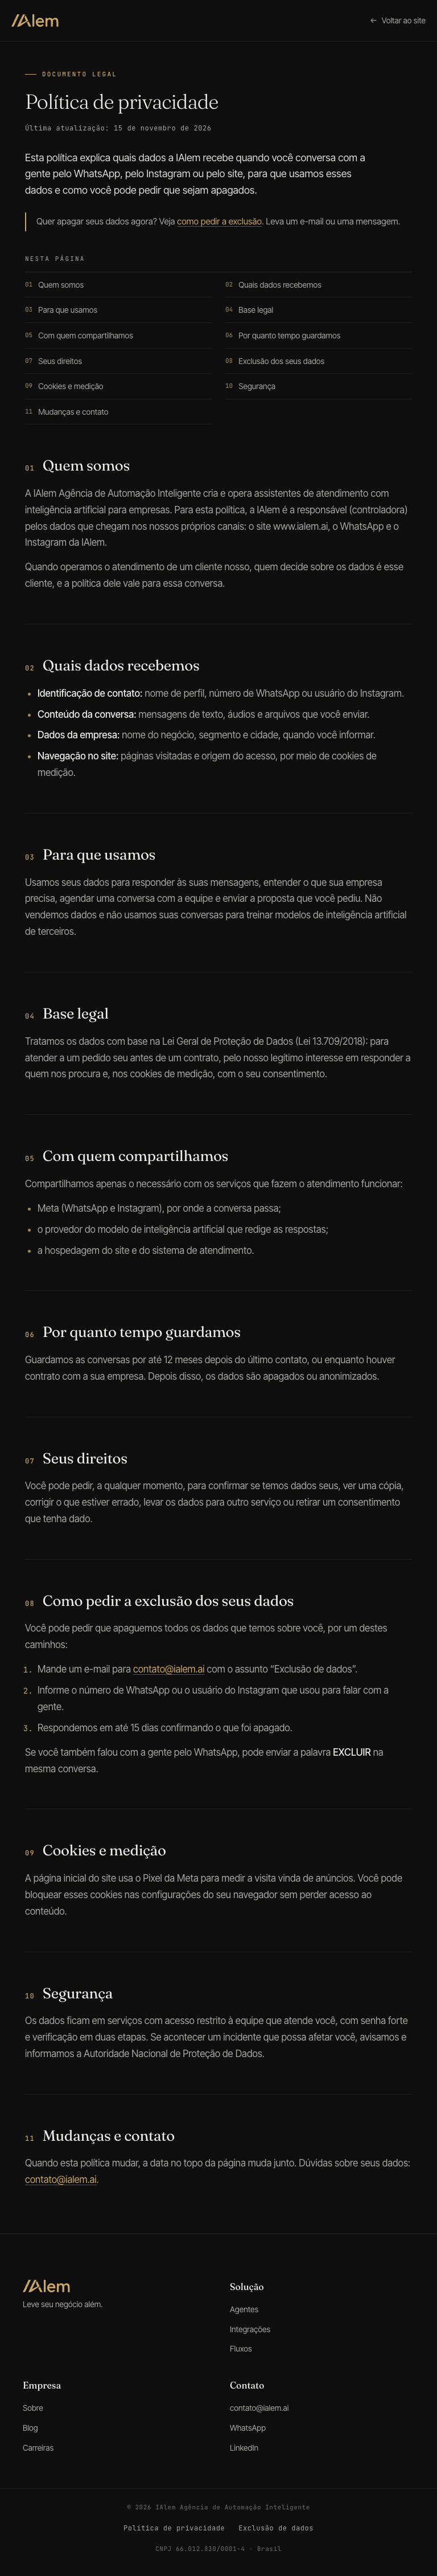 IAlem
← Voltar ao site
DOCUMENTO LEGAL
Política de privacidade
Última atualização: 15 de novembro de 2026
Esta política explica quais dados a IAlem recebe quando você conversa com a
gente pelo WhatsApp, pelo Instagram ou pelo site, para que usamos esses
dados e como você pode pedir que sejam apagados.
Quer apagar seus dados agora? Veja como pedir a exclusão. Leva um e-mail ou uma mensagem.
NESTA PÁGINA
01 Quem somos
02 Quais dados recebemos
03 Para que usamos
04 Base legal
05 Com quem compartilhamos
06 Por quanto tempo guardamos
07 Seus direitos
08 Exclusão dos seus dados
09 Cookies e medição
10 Segurança
11 Mudanças e contato
01 Quem somos
A IAlem Agência de Automação Inteligente cria e opera assistentes de atendimento com
inteligência artificial para empresas. Para esta política, a IAlem é a responsável (controladora)
pelos dados que chegam nos nossos próprios canais: o site www.ialem.ai, o WhatsApp e o
Instagram da IAlem.
Quando operamos o atendimento de um cliente nosso, quem decide sobre os dados é esse
cliente, e a política dele vale para essa conversa.
02 Quais dados recebemos
• Identificação de contato: nome de perfil, número de WhatsApp ou usuário do Instagram.
• Conteúdo da conversa: mensagens de texto, áudios e arquivos que você enviar.
• Dados da empresa: nome do negócio, segmento e cidade, quando você informar.
• Navegação no site: páginas visitadas e origem do acesso, por meio de cookies de
medição.
03 Para que usamos
Usamos seus dados para responder às suas mensagens, entender o que sua empresa
precisa, agendar uma conversa com a equipe e enviar a proposta que você pediu. Não
vendemos dados e não usamos suas conversas para treinar modelos de inteligência artificial
de terceiros.
04 Base legal
Tratamos os dados com base na Lei Geral de Proteção de Dados (Lei 13.709/2018): para
atender a um pedido seu antes de um contrato, pelo nosso legítimo interesse em responder a
quem nos procura e, nos cookies de medição, com o seu consentimento.
05 Com quem compartilhamos
Compartilhamos apenas o necessário com os serviços que fazem o atendimento funcionar:
• Meta (WhatsApp e Instagram), por onde a conversa passa;
• o provedor do modelo de inteligência artificial que redige as respostas;
• a hospedagem do site e do sistema de atendimento.
06 Por quanto tempo guardamos
Guardamos as conversas por até 12 meses depois do último contato, ou enquanto houver
contrato com a sua empresa. Depois disso, os dados são apagados ou anonimizados.
07 Seus direitos
Você pode pedir, a qualquer momento, para confirmar se temos dados seus, ver uma cópia,
corrigir o que estiver errado, levar os dados para outro serviço ou retirar um consentimento
que tenha dado.
08 Como pedir a exclusão dos seus dados
Você pode pedir que apaguemos todos os dados que temos sobre você, por um destes
caminhos:
1. Mande um e-mail para contato@ialem.ai com o assunto “Exclusão de dados”.
2. Informe o número de WhatsApp ou o usuário do Instagram que usou para falar com a
gente.
3. Respondemos em até 15 dias confirmando o que foi apagado.
Se você também falou com a gente pelo WhatsApp, pode enviar a palavra EXCLUIR na
mesma conversa.
09 Cookies e medição
A página inicial do site usa o Pixel da Meta para medir a visita vinda de anúncios. Você pode
bloquear esses cookies nas configurações do seu navegador sem perder acesso ao
conteúdo.
10 Segurança
Os dados ficam em serviços com acesso restrito à equipe que atende você, com senha forte
e verificação em duas etapas. Se acontecer um incidente que possa afetar você, avisamos e
informamos a Autoridade Nacional de Proteção de Dados.
11 Mudanças e contato
Quando esta política mudar, a data no topo da página muda junto. Dúvidas sobre seus dados:
contato@ialem.ai.
IAlem
Leve seu negócio além.
Solução
Agentes
Integrações
Fluxos
Empresa
Sobre
Blog
Carreiras
Contato
contato@ialem.ai
WhatsApp
LinkedIn
© 2026 IAlem Agência de Automação Inteligente
Política de privacidade Exclusão de dados
CNPJ 66.012.830/0001-4 · Brasil